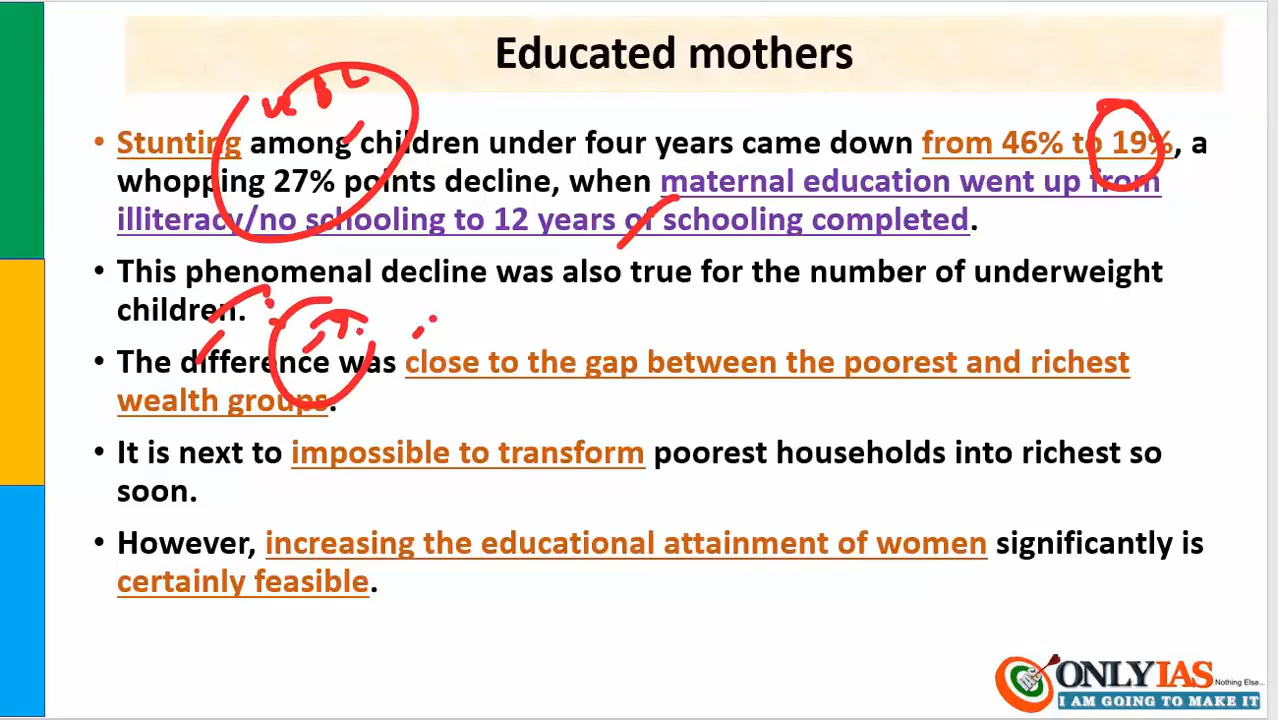 Educated mothers
• Stunting among children under four years came down from 46% to 19%, a
whopping 27% points decline, when maternal education went up from
illiteracy/no schooling to 12 years of schooling completed.
• This phenomenal decline was also true for the number of underweight
children.
• The difference was close to the gap between the poorest and richest
wealth groups.
• It is next to impossible to transform poorest households into richest so
soon.
• However, increasing the educational attainment of women significantly is
certainly feasible.
ONLYIAS Nothing Else...
I AM GOING TO MAKE IT